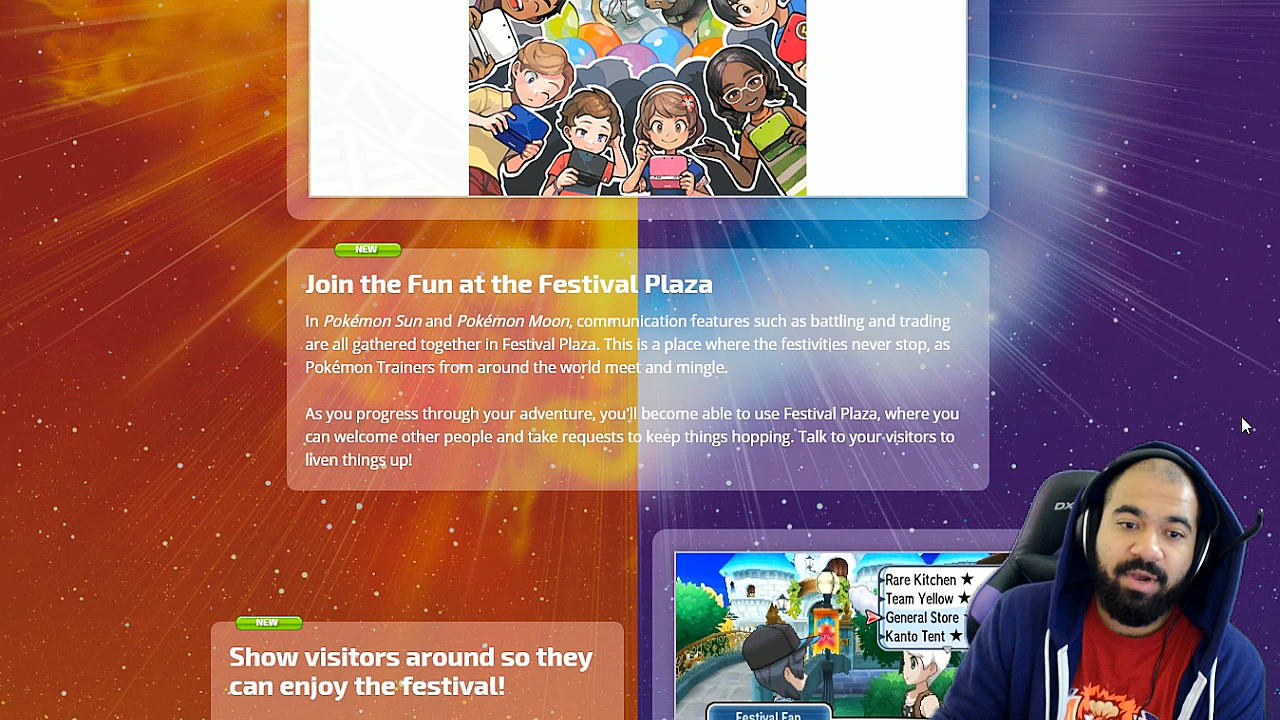 NEW
Join the Fun at the Festival Plaza
In Pokémon Sun and Pokémon Moon, communication features such as battling and trading
are all gathered together in Festival Plaza. This is a place where the festivities never stop, as
Pokémon Trainers from around the world meet and mingle.
As you progress through your adventure, you'll become able to use Festival Plaza, where you
can welcome other people and take requests to keep things hopping. Talk to your visitors to
liven things up!
NEW
Show visitors around so they
can enjoy the festival!
Rare Kitchen ★
Team Yellow ★
General Store
Kanto Tent ★
Festival Fan
DX